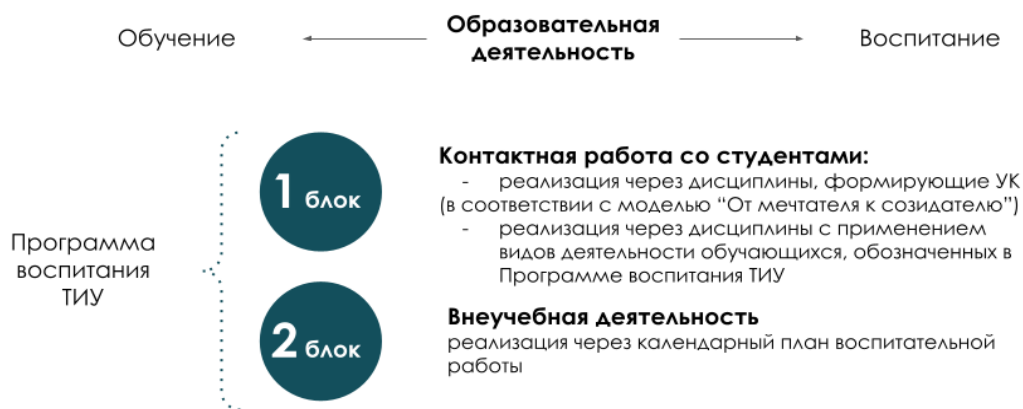 Обучение
Образовательная
деятельность
Воспитание
Программа
воспитания
ТИУ
1 блок
Контактная работа со студентами:
- реализация через дисциплины, формирующие УК
(в соответствии с моделью “От мечтателя к созидателю”)
- реализация через дисциплины с применением
видов деятельности обучающихся, обозначенных в
Программе воспитания ТИУ
2 блок
Внеучебная деятельность
реализация через календарный план воспитательной
работы